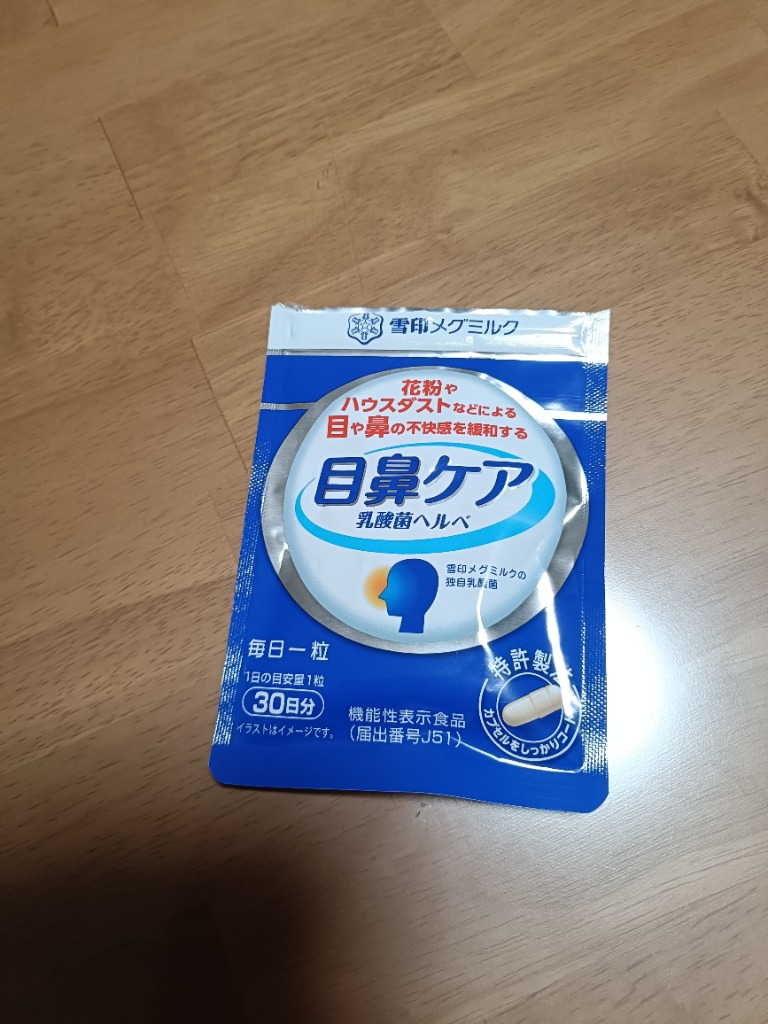 雪印メグミルク
花粉や
ハウスダストなどによる
目や鼻の不快感を緩和する
目鼻ケア
乳酸菌ヘルベ
雪印メグミルクの
独自乳酸菌
毎日一粒
1日の目安量1粒
30日分
イラストはイメージです。
機能性表示食品
(届出番号J51)
特許製
カプセルをしっかりコート